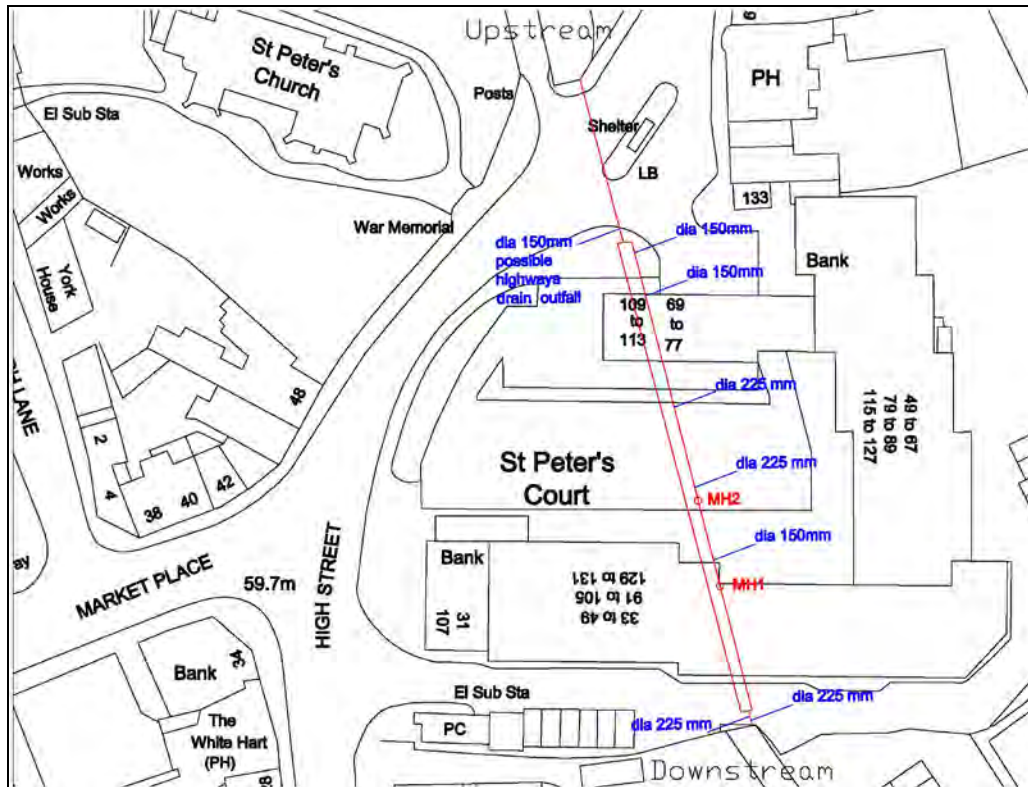 Upstream
St Peter's
Church
Posts
PH
El Sub Sta
Shelter
LB
Works
Works
133
War Memorial
York
House
dia 150mm
possible
highways
drain outfall
dia 150mm
dia 150mm
Bank
109
to
113
69
to
77
48
dia 225 mm
49 to 67
79 to 89
115 to 127
LANE
2
4
38
40
42
St Peter's
Court
dia 225 mm
MH2
dia 150mm
MH1
Bank
31
107
33 to 49
91 to 105
129 to 131
HIGH STREET
MARKET PLACE
59.7m
Bank
34
The
White Hart
(PH)
El Sub Sta
PC
dia 225 mm
dia 225 mm
Downstream